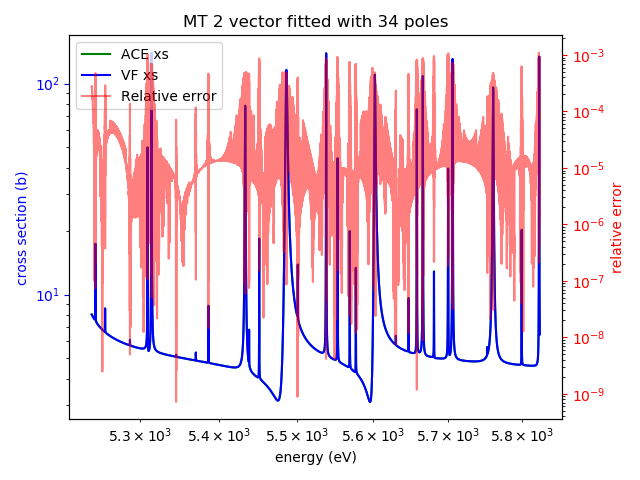 MT 2 vector fitted with 34 poles
ACE xs
VF xs
Relative error
cross section (b)
10²
10¹
relative error
10⁻³
10⁻⁴
10⁻⁵
10⁻⁶
10⁻⁷
10⁻⁸
10⁻⁹
5.3 × 10³ 5.4 × 10³ 5.5 × 10³ 5.6 × 10³ 5.7 × 10³ 5.8 × 10³
energy (eV)